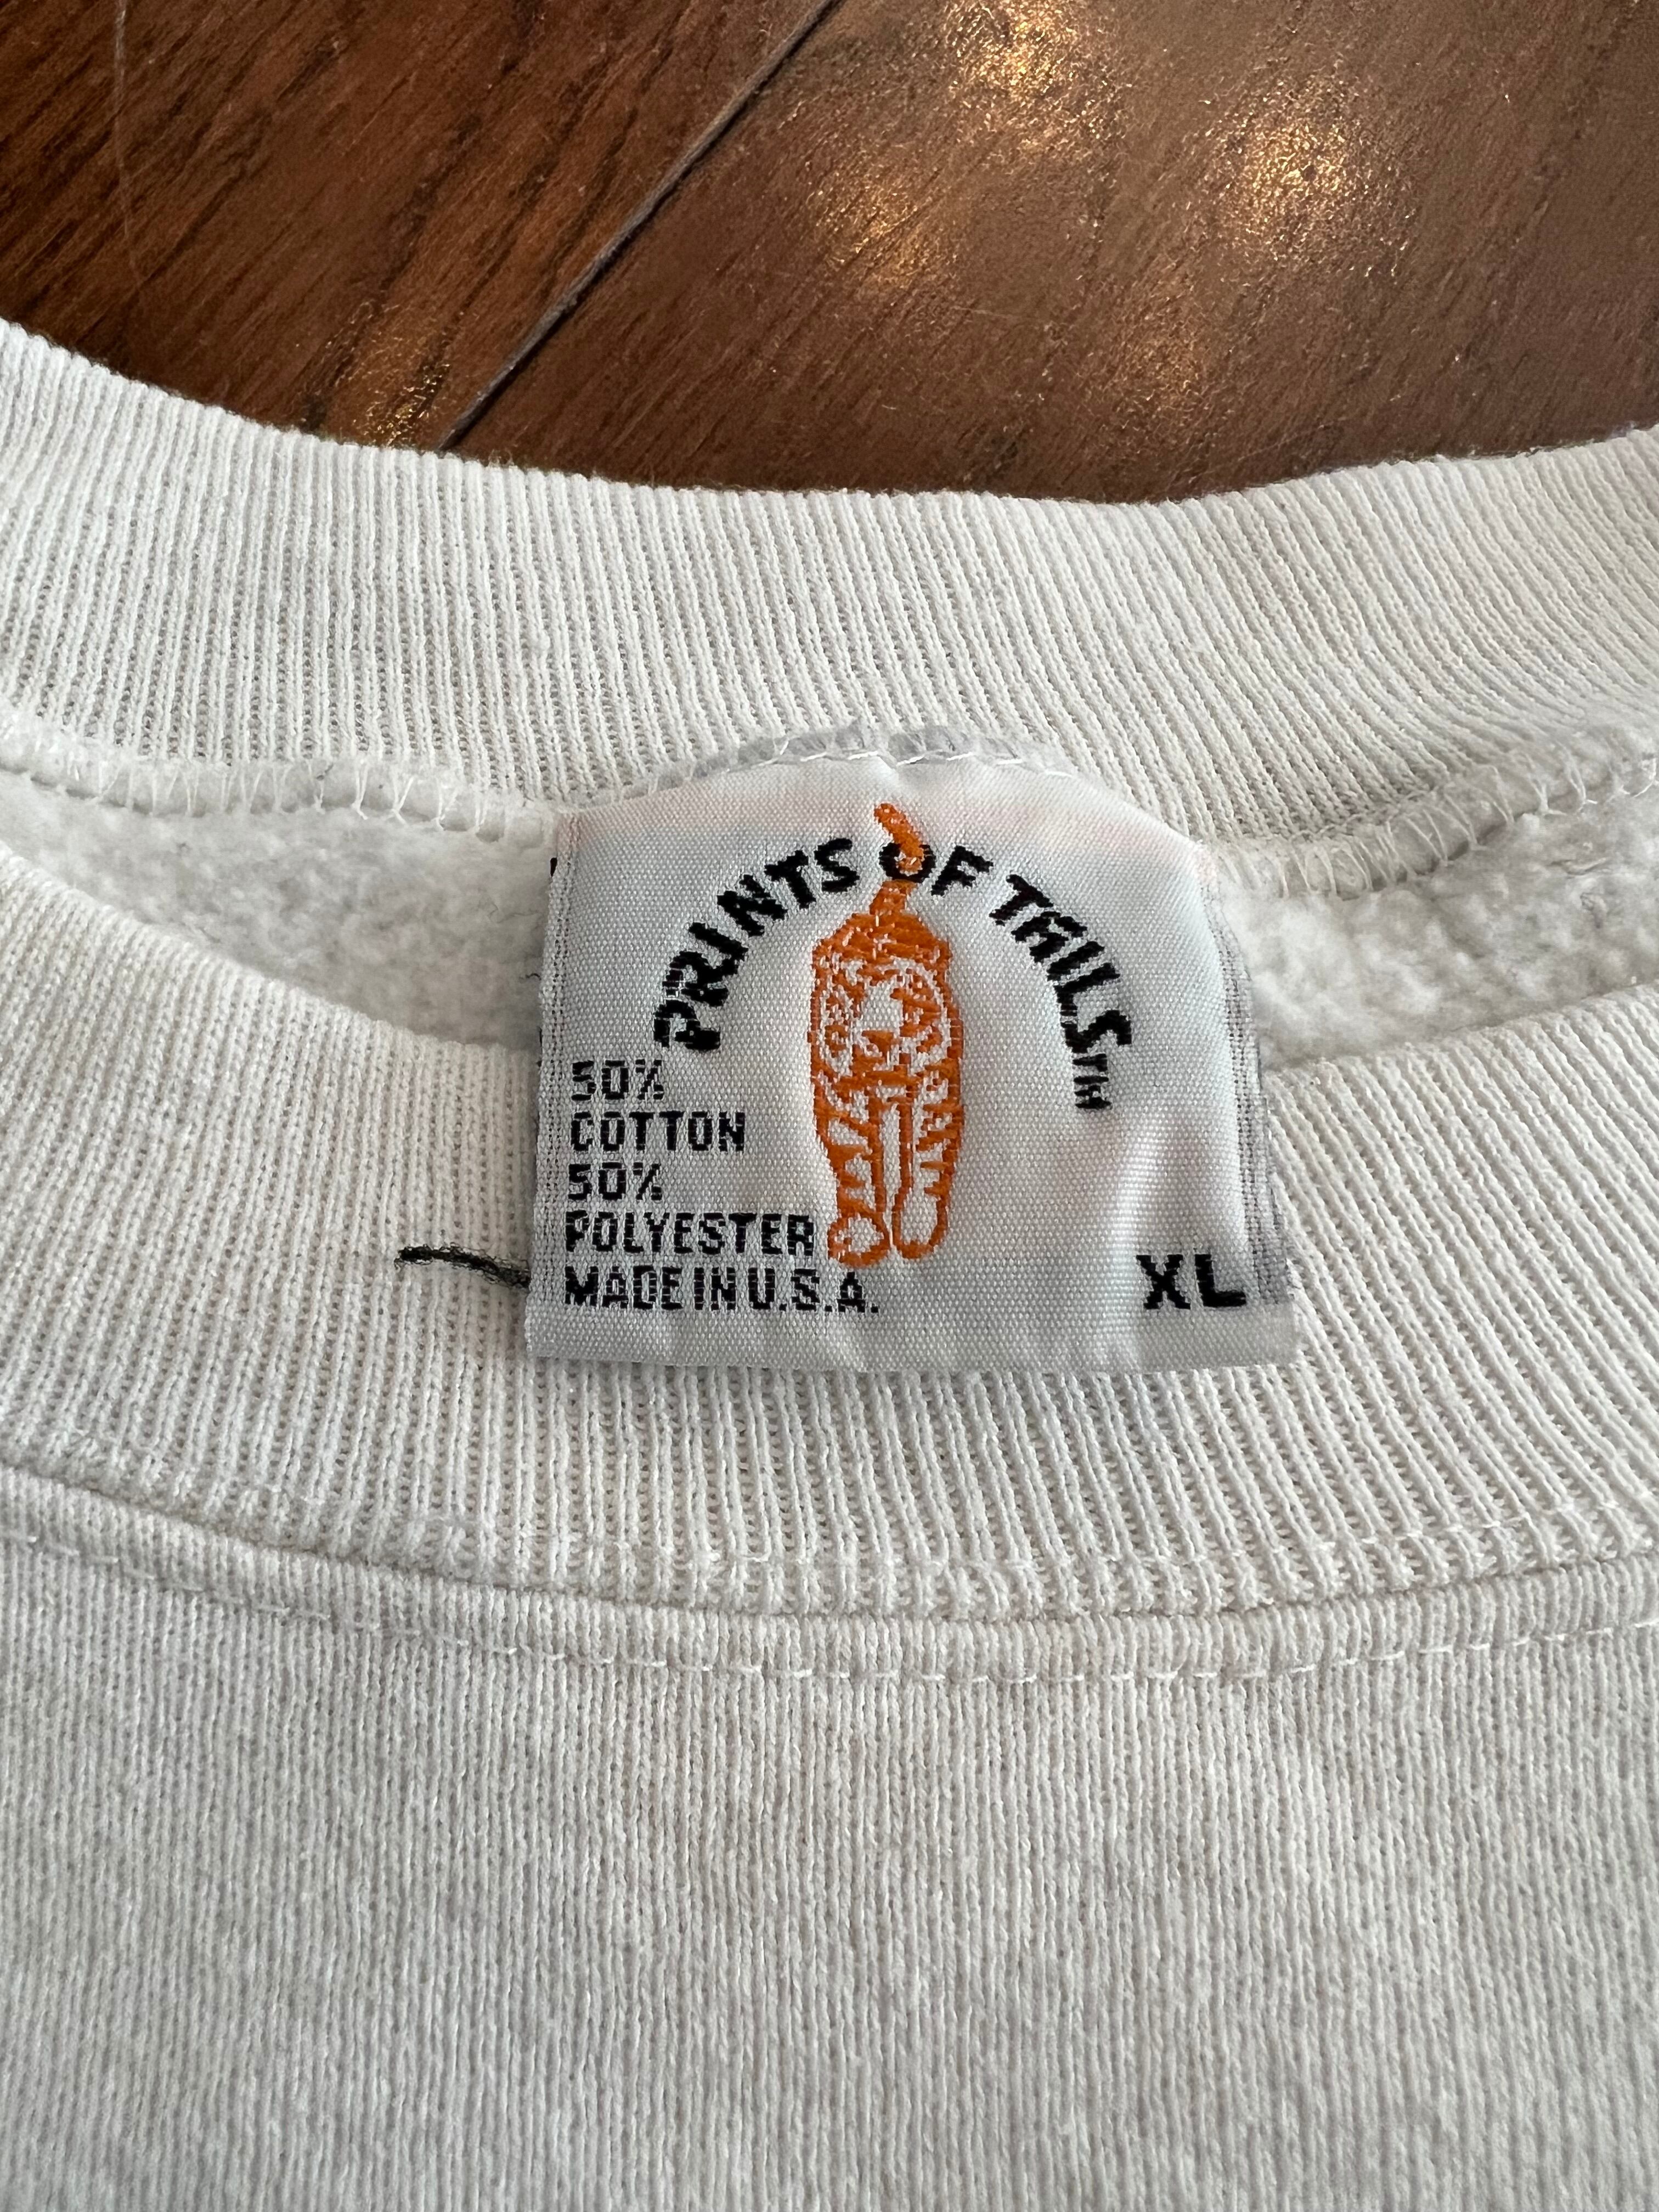 PRINTS OF TAILS™
50%
COTTON
50%
POLYESTER
MADE IN U.S.A.
XL